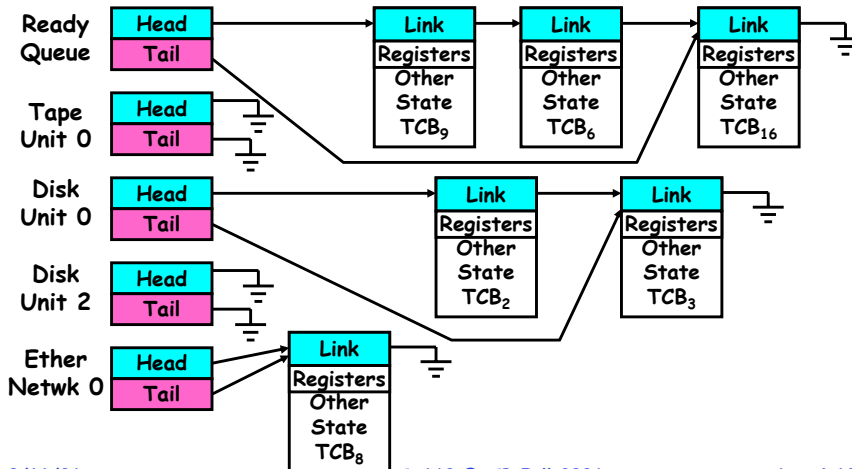 Ready
Queue
Head
Tail
Link
Registers
Other
State
TCB9
Link
Registers
Other
State
TCB6
Link
Registers
Other
State
TCB16
Tape
Unit 0
Head
Tail
Disk
Unit 0
Head
Tail
Link
Registers
Other
State
TCB2
Link
Registers
Other
State
TCB3
Disk
Unit 2
Head
Tail
Ether
Netwk 0
Head
Tail
Link
Registers
Other
State
TCB8